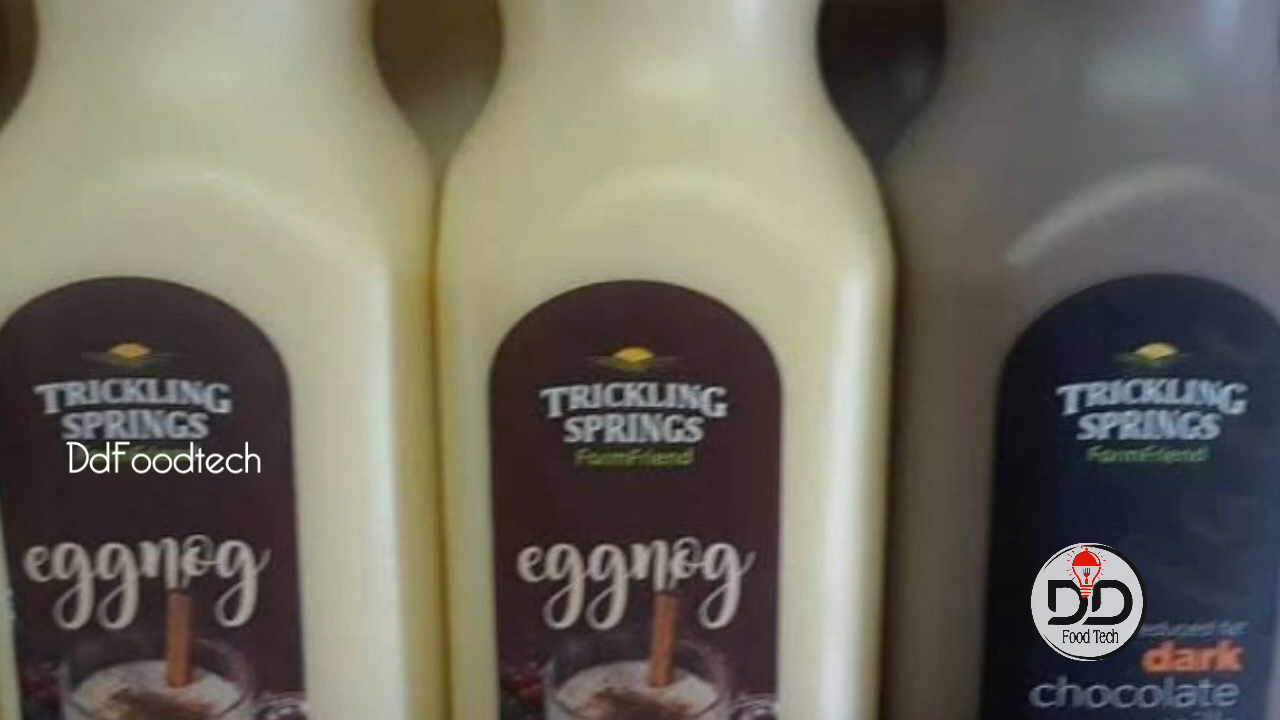 TRICKLING
SPRINGS
DdFoodtech
eggnog
TRICKLING
SPRINGS
FarmFriend
eggnog
TRICKLING
SPRINGS
FarmFriend
DD
Food Tech
dark
chocolate